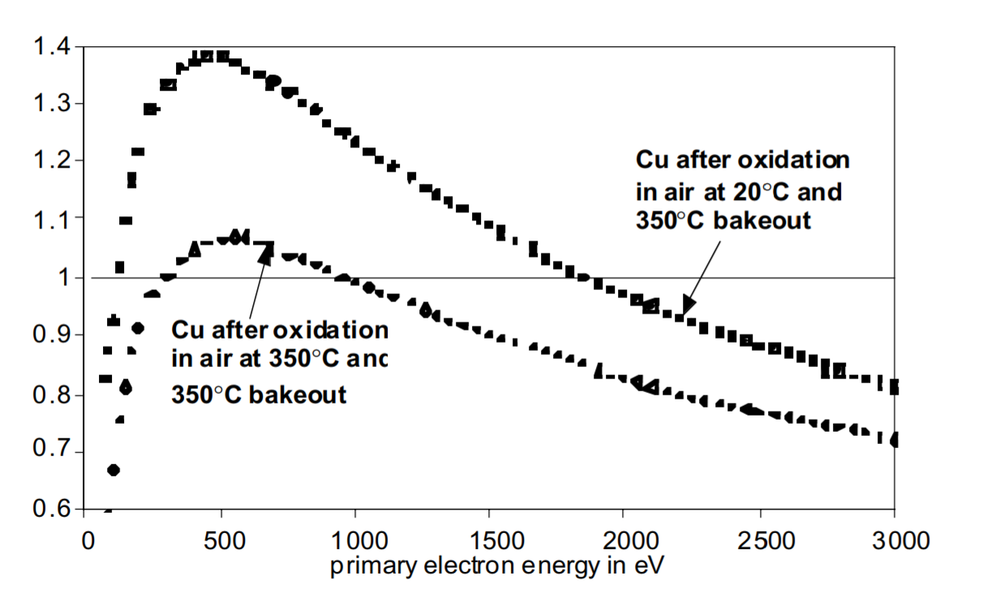 1.4
1.3
1.2
1.1
1
0.9
0.8
0.7
0.6
Cu after oxidation
in air at 20°C and
350°C bakeout
Cu after oxidation
in air at 350°C and
350°C bakeout
0 500 1000 1500 2000 2500 3000
primary electron energy in eV